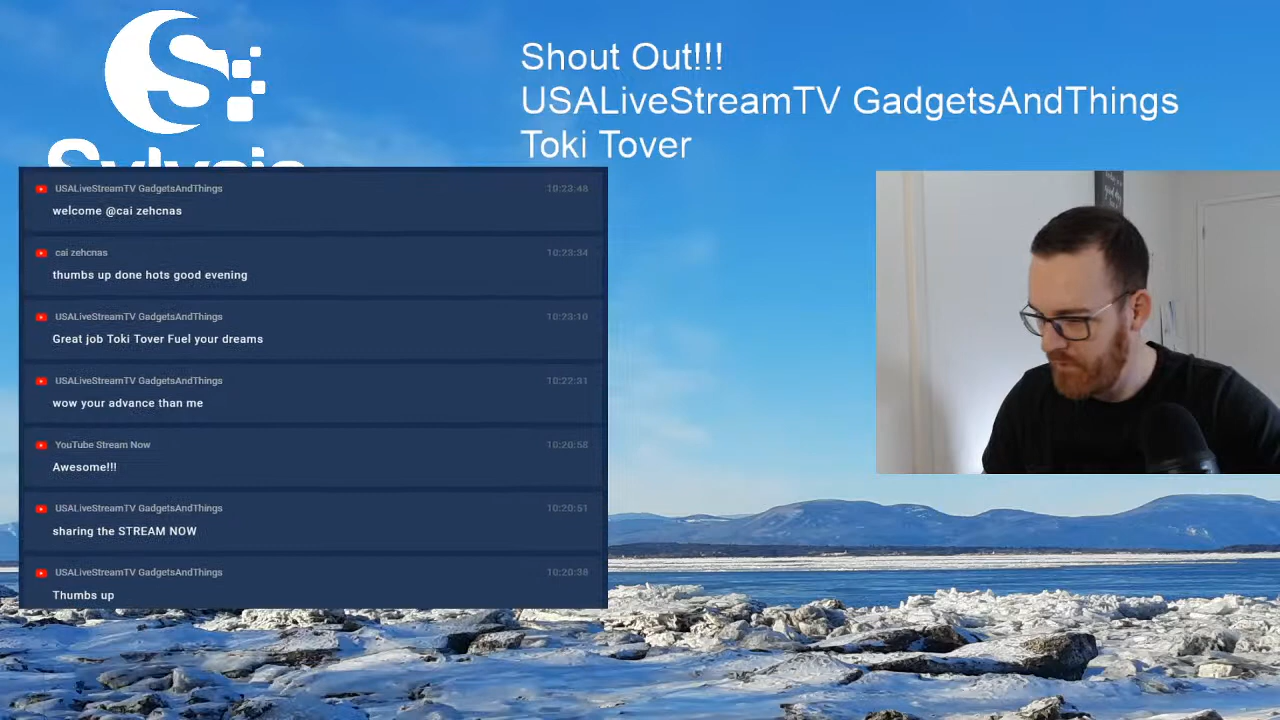 Shout Out!!!
USALiveStreamTV GadgetsAndThings
Toki Tover
USALiveStreamTV GadgetsAndThings 10:23:48
welcome @cai zehcnas
cai zehcnas 10:23:34
thumbs up done hots good evening
USALiveStreamTV GadgetsAndThings 10:23:10
Great job Toki Tover Fuel your dreams
USALiveStreamTV GadgetsAndThings 10:22:31
wow your advance than me
YouTube Stream Now 10:20:58
Awesome!!!
USALiveStreamTV GadgetsAndThings 10:20:51
sharing the STREAM NOW
USALiveStreamTV GadgetsAndThings 10:20:38
Thumbs up